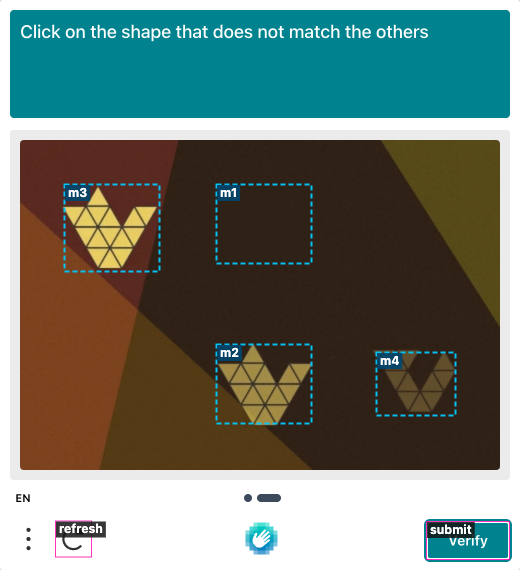 Click on the shape that does not match the others
m3
m1
m2
m4
EN
refresh
submit
Verify